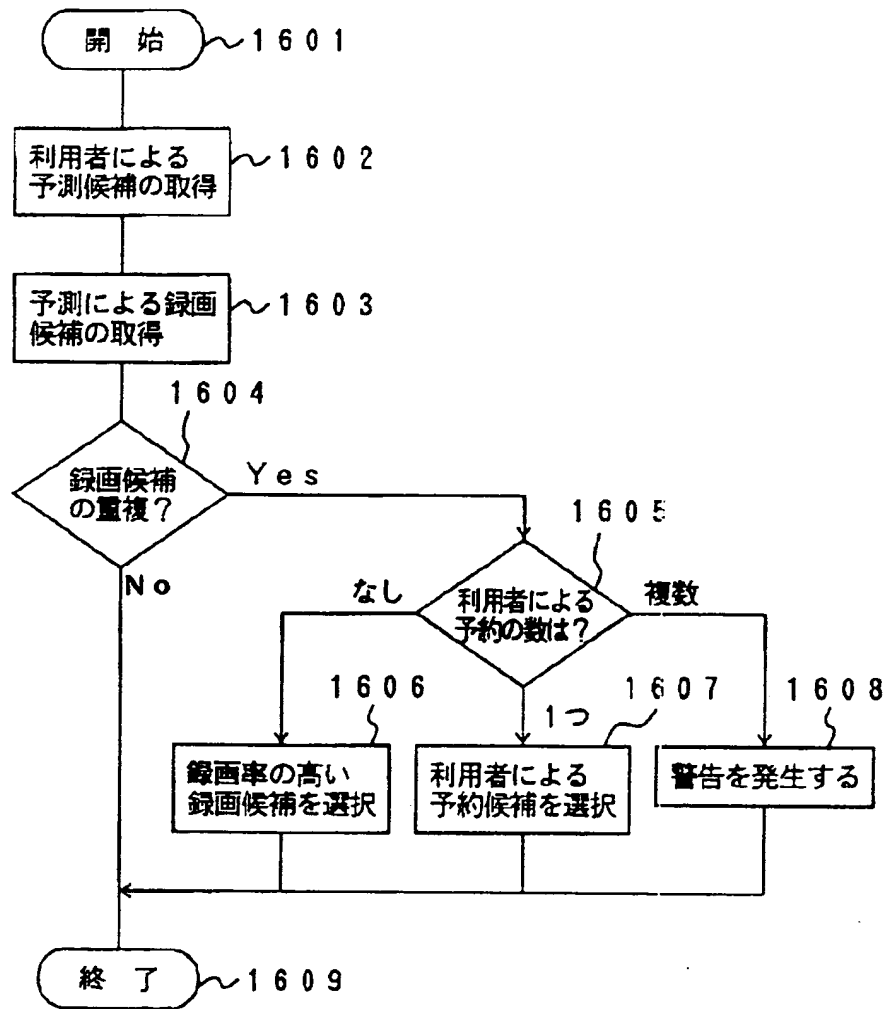 開　始
１６０１
利用者による
予測候補の取得
１６０２
予測による録画
候補の取得
１６０３
１６０４
録画候補
の重複？
Ｙｅｓ
Ｎｏ
１６０５
利用者による
予約の数は？
なし
複数
１つ
１６０６
録画率の高い
録画候補を選択
１６０７
利用者による
予約候補を選択
１６０８
警告を発生する
終　了
１６０９